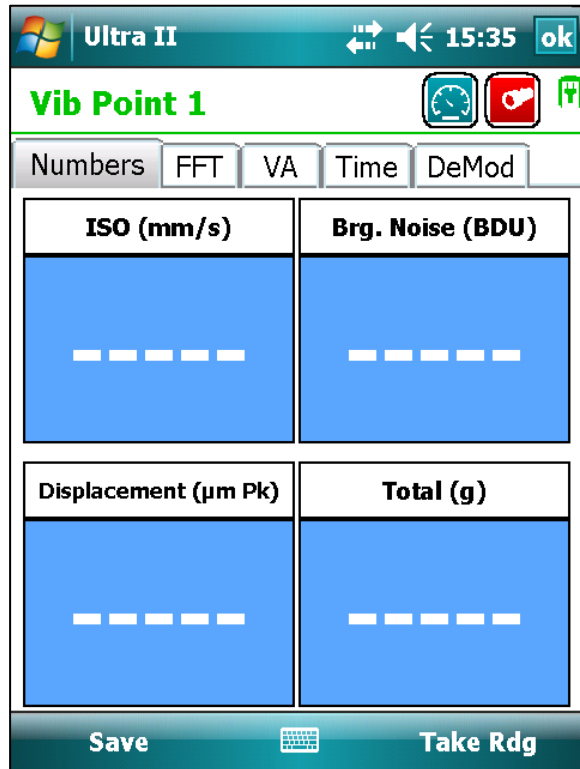 Ultra II 15:35 ok
Vib Point 1
Numbers FFT VA Time DeMod
ISO (mm/s) Brg. Noise (BDU)
----- -----
Displacement (μm Pk) Total (g)
----- -----
Save Take Rdg